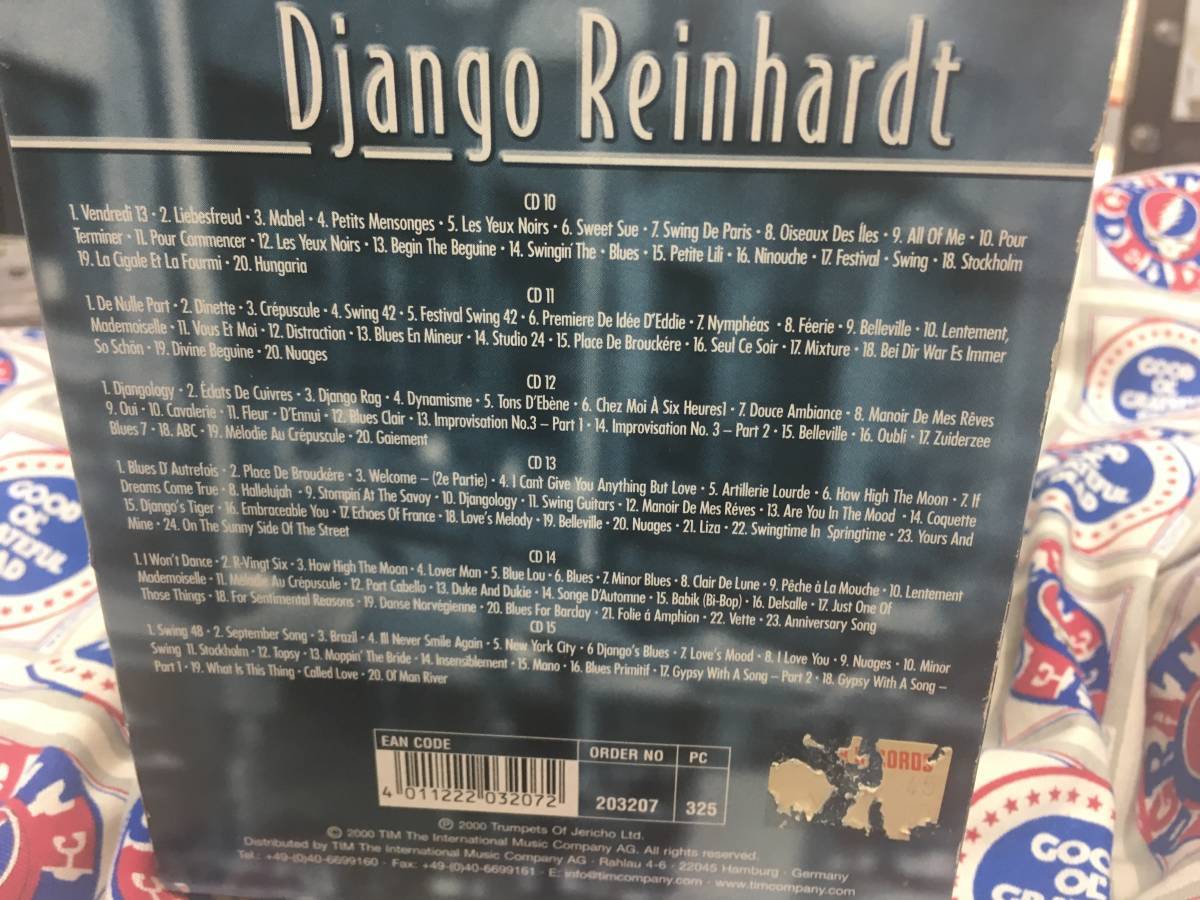 Django Reinhardt
CD 10
1. Vendredi 13 · 2. Liebesfreud · 3. Mabel · 4. Petits Mensonges · 5. Les Yeux Noirs · 6. Sweet Sue · 7. Swing De Paris · 8. Oiseaux Des Îles · 9. All Of Me · 10. Pour
Terminer · 11. Pour Commencer · 12. Les Yeux Noirs · 13. Begin The Beguine · 14. Swingin' The · Blues · 15. Petite Lili · 16. Ninouche · 17. Festival · Swing · 18. Stockholm
19. La Cigale Et La Fourmi · 20. Hungaria
CD 11
1. De Nulle Part · 2. Dinette · 3. Crépuscule · 4. Swing 42 · 5. Festival Swing 42 · 6. Premiere De Idée D'Eddie · 7. Nymphéas · 8. Féerie · 9. Belleville · 10. Lentement,
Mademoiselle · 11. Vous Et Moi · 12. Distraction · 13. Blues En Mineur · 14. Studio 24 · 15. Place De Brouckére · 16. Seul Ce Soir · 17. Mixture · 18. Bei Dir War Es Immer
So Schön · 19. Divine Beguine · 20. Nuages
CD 12
1. Djangology · 2. Éclats De Cuivres · 3. Django Rag · 4. Dynamisme · 5. Tons D'Ebène · 6. Chez Moi À Six Heures] · 7. Douce Ambiance · 8. Manoir De Mes Rêves
9. Oui · 10. Cavalerie · 11. Fleur · D'Ennui · 12. Blues Clair · 13. Improvisation No.3 – Part 1 · 14. Improvisation No. 3 – Part 2 · 15. Belleville · 16. Oubli · 17. Zuiderzee
Blues 7 · 18. ABC · 19. Mélodie Au Crépuscule · 20. Gaiement
CD 13
1. Blues D' Autrefois · 2. Place De Brouckére · 3. Welcome – (2e Partie) · 4. I Can't Give You Anything But Love · 5. Artillerie Lourde · 6. How High The Moon · 7. If
Dreams Come True · 8. Hallelujah · 9. Stompin' At The Savoy · 10. Djangology · 11. Swing Guitars · 12. Manoir De Mes Rêves · 13. Are You In The Mood · 14. Coquette
15. Django's Tiger · 16. Embraceable You · 17. Echoes Of France · 18. Love's Melody · 19. Belleville · 20. Nuages · 21. Liza · 22. Swingtime In Springtime · 23. Yours And
Mine · 24. On The Sunny Side Of The Street
CD 14
1. I Won't Dance · 2. R-Vingt Six · 3. How High The Moon · 4. Lover Man · 5. Blue Lou · 6. Blues · 7. Minor Blues · 8. Clair De Lune · 9. Pêche à La Mouche · 10. Lentement
Mademoiselle · 11. Mélodie Au Crépuscule · 12. Port Cabello · 13. Duke And Dukie · 14. Songe D'Automne · 15. Babik (Bi-Bop) · 16. Delsalle · 17. Just One Of
Those Things · 18. For Sentimental Reasons · 19. Danse Norvègienne · 20. Blues For Barclay · 21. Folie á Amphion · 22. Vette · 23. Anniversary Song
CD 15
1. Swing 48 · 2. September Song · 3. Brazil · 4. Ill Never Smile Again · 5. New York City · 6 Django's Blues · 7. Love's Mood · 8. I Love You · 9. Nuages · 10. Minor
Swing 11. Stockholm · 12. Topsy · 13. Moppin' The Bride · 14. Insensiblement · 15. Mano · 16. Blues Primitif · 17. Gypsy With A Song – Part 2 · 18. Gypsy With A Song –
Part 1 · 19. What Is This Thing · Called Love · 20. Of Man River
EAN CODE
ORDER NO
PC
4 011222 032072
203207
325
ORDS
℗ 2000 Trumpets Of Jericho Ltd.
© 2000 TIM The International Music Company AG. All rights reserved.
Distributed by TIM The International Music Company AG · Rahlau 4-6 · 22045 Hamburg · Germany
Tel.: +49-(0)40-6699160 · Fax: +49-(0)40-6699161 · E: info@timcompany.com · www.timcompany.com
GOOD
OL'
GRATEFUL
DEAD
GOOD
OL'